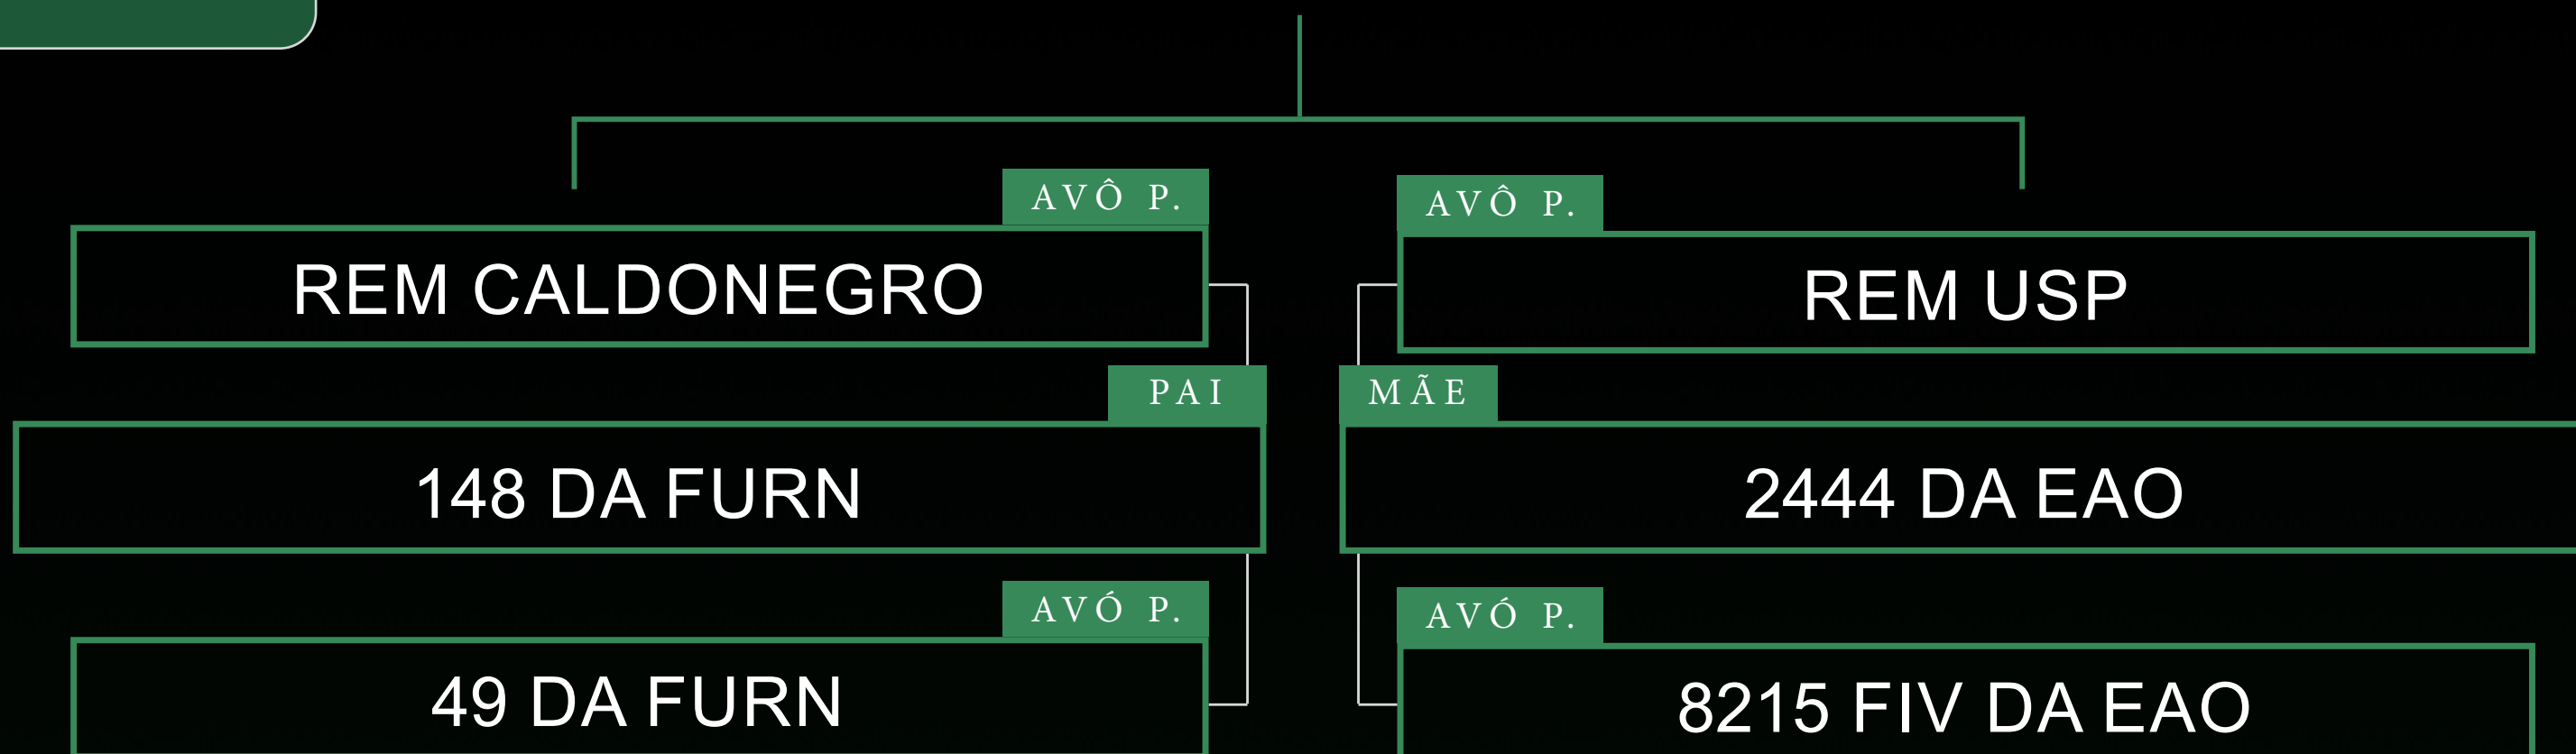 AVÔ P.
REM CALDONEGRO
PAI
148 DA FURN
AVÓ P.
49 DA FURN
AVÔ P.
REM USP
MÃE
2444 DA EAO
AVÓ P.
8215 FIV DA EAO